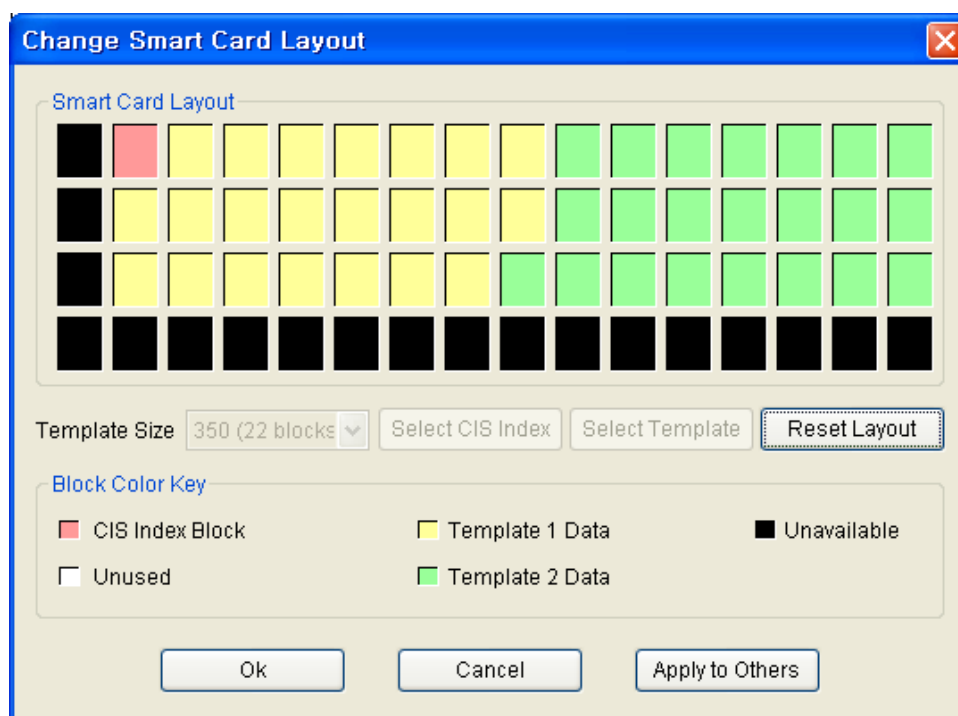 Change Smart Card Layout
Smart Card Layout
Template Size 350 (22 blocks Select CIS Index Select Template Reset Layout
Block Color Key
CIS Index Block Template 1 Data Unavailable
Unused Template 2 Data
Ok Cancel Apply to Others